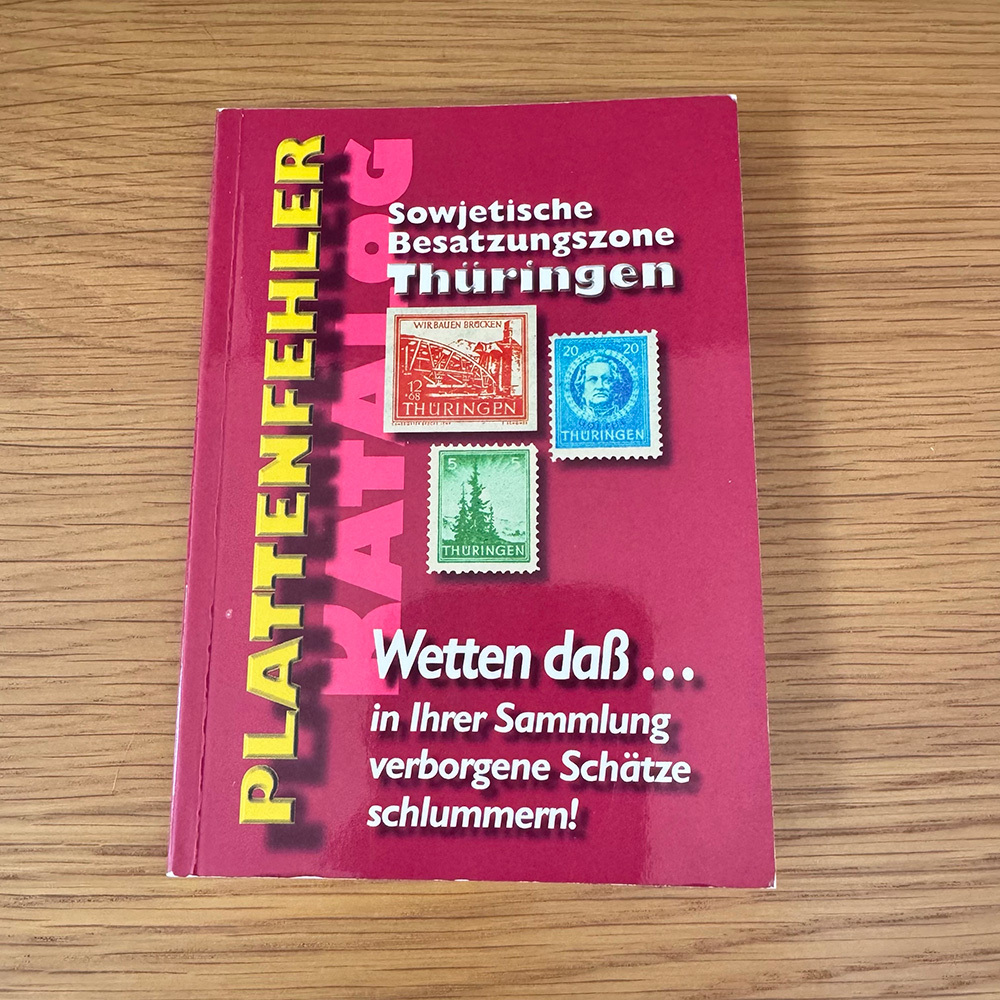 PLATTENFEHLER
KATALOG
Sowjetische
Besatzungszone
Thüringen
WIR BAUEN BRÜCKEN
12
+68
THÜRINGEN
20 20
THÜRINGEN
5 5
THÜRINGEN
Wetten daß ...
in Ihrer Sammlung
verborgene Schätze
schlummern!